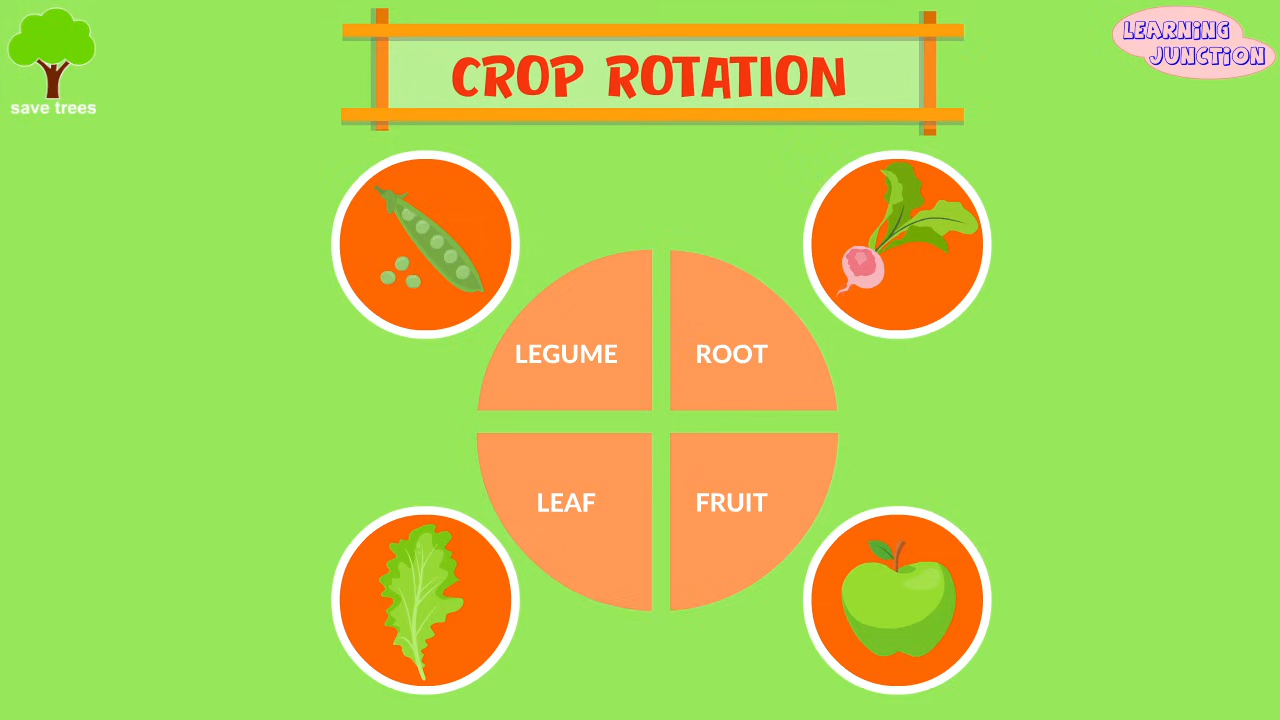 CROP ROTATION
LEARNING
JUNCTION
save trees
LEGUME
ROOT
LEAF
FRUIT